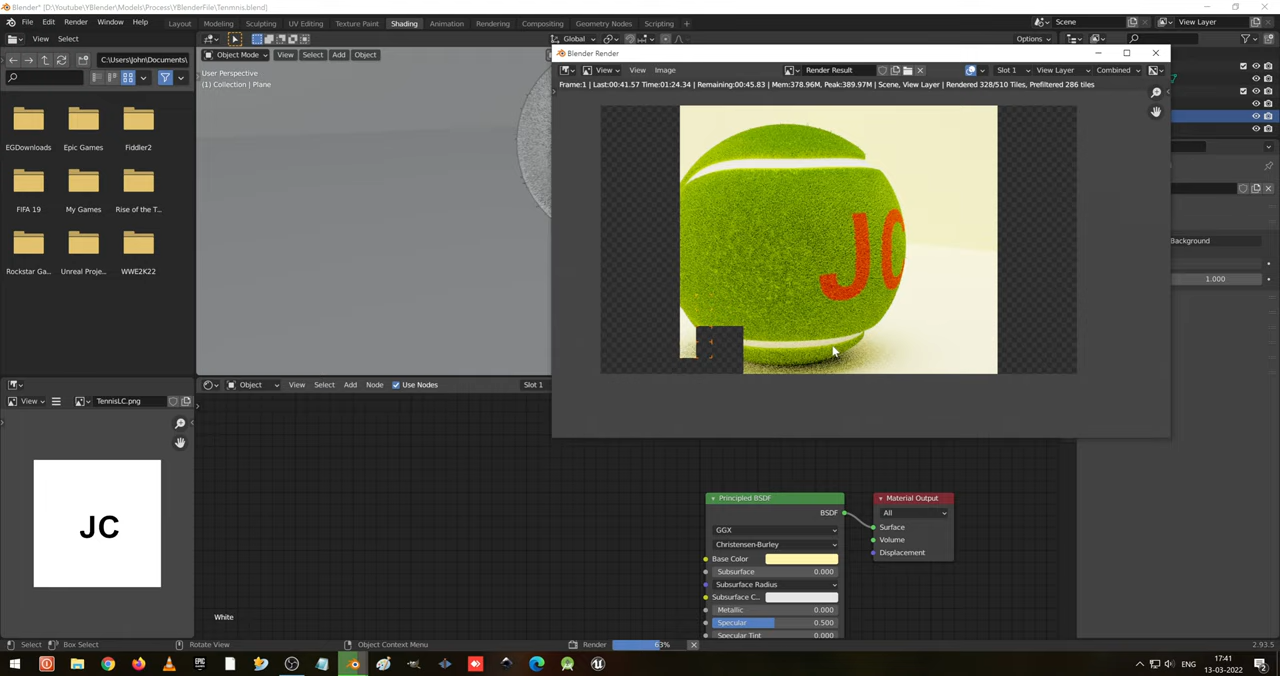 Blender* [D:\Youtube\YBlender\Models\Process\YBlenderFile\Tenmnis.blend]
File Edit Render Window Help Layout Modeling Sculpting UV Editing Texture Paint Shading Animation Rendering Compositing Geometry Nodes Scripting + Scene View Layer
View Select Object Mode View Select Add Object Global Options
C:\Users\John\Documents\
User Perspective
(1) Collection | Plane
EGDownloads Epic Games Fiddler2
FIFA 19 My Games Rise of the T...
Rockstar Ga... Unreal Proje... WWE2K22
Blender Render
View View Image Render Result Slot 1 View Layer Combined
Frame:1 | Last:00:41.57 Time:01:24.34 | Remaining:00:45.83 | Mem:378.96M, Peak:389.97M | Scene, View Layer | Rendered 328/510 Tiles, Prefiltered 286 tiles
JC
Background
1.000
View TennisLC.png
JC
Object View Select Add Node Use Nodes Slot 1
Principled BSDF
BSDF
GGX
Christensen-Burley
Base Color
Subsurface 0.000
Subsurface Radius
Subsurface C...
Metallic 0.000
Specular 0.500
Specular Tint 0.000
Material Output
All
Surface
Volume
Displacement
White
Select Box Select Rotate View Object Context Menu Render 63% 2.93.5
ENG 17:41
13-03-2022